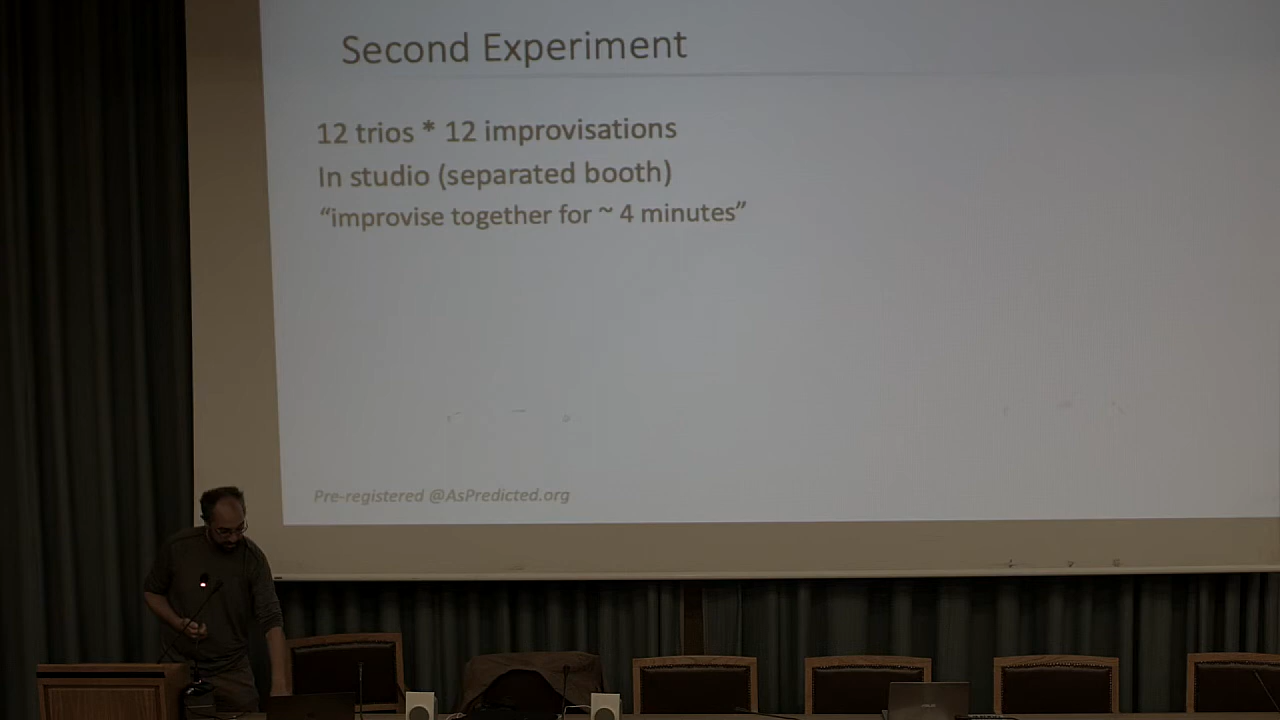 Second Experiment
12 trios * 12 improvisations
In studio (separated booth)
“improvise together for ~ 4 minutes”
Pre-registered @AsPredicted.org